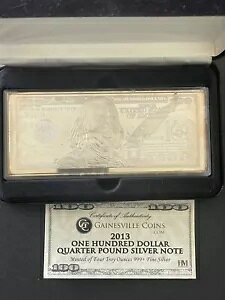 Certificate of Authenticity
GC
GAINESVILLE COINS
.COM
2013
ONE HUNDRED DOLLAR
QUARTER POUND SILVER NOTE
Minted of Four Troy Ounces 999+ Fine Silver
100
100